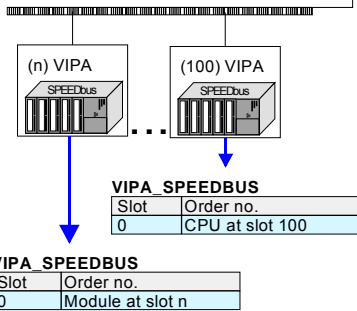 (n) VIPA
(100) VIPA
SPEEDbus
SPEEDbus
...
VIPA_SPEEDBUS
Slot Order no.
0 CPU at slot 100
VIPA_SPEEDBUS
Slot Order no.
0 Module at slot n